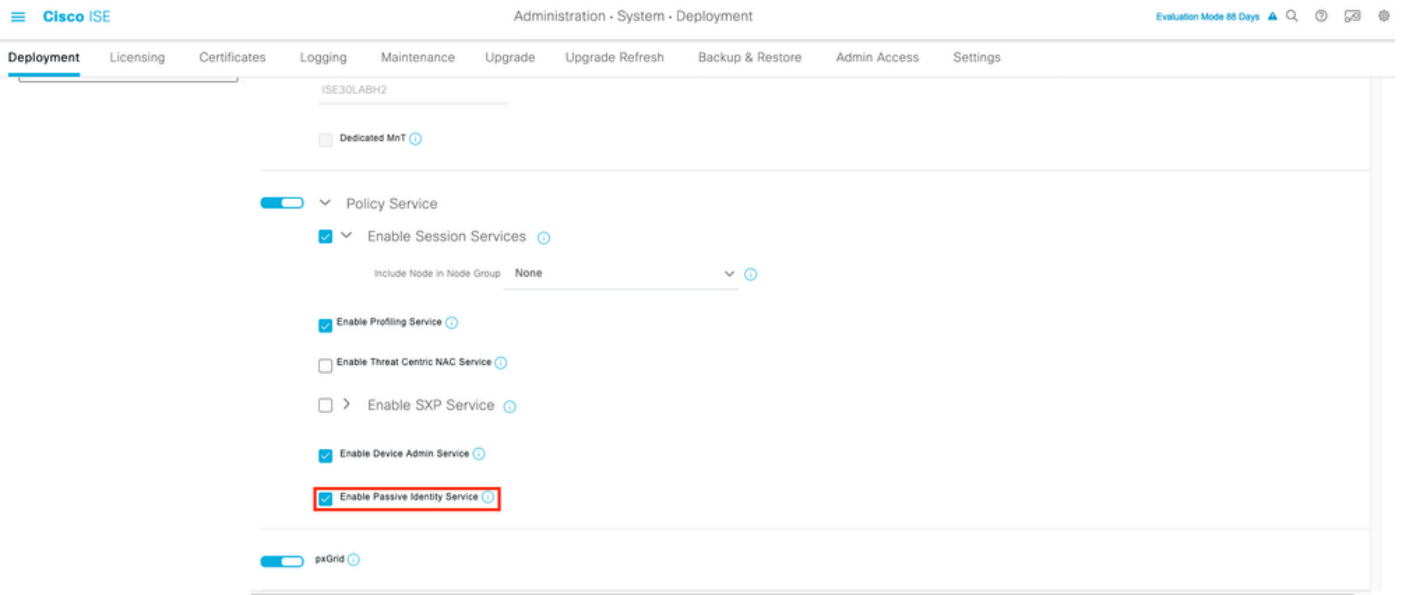 Cisco ISE
Administration · System · Deployment
Evaluation Mode 88 Days
Deployment Licensing Certificates Logging Maintenance Upgrade Upgrade Refresh Backup & Restore Admin Access Settings
ISE30LABH2
Dedicated MnT
Policy Service
Enable Session Services
Include Node in Node Group None
Enable Profiling Service
Enable Threat Centric NAC Service
Enable SXP Service
Enable Device Admin Service
Enable Passive Identity Service
pxGrid